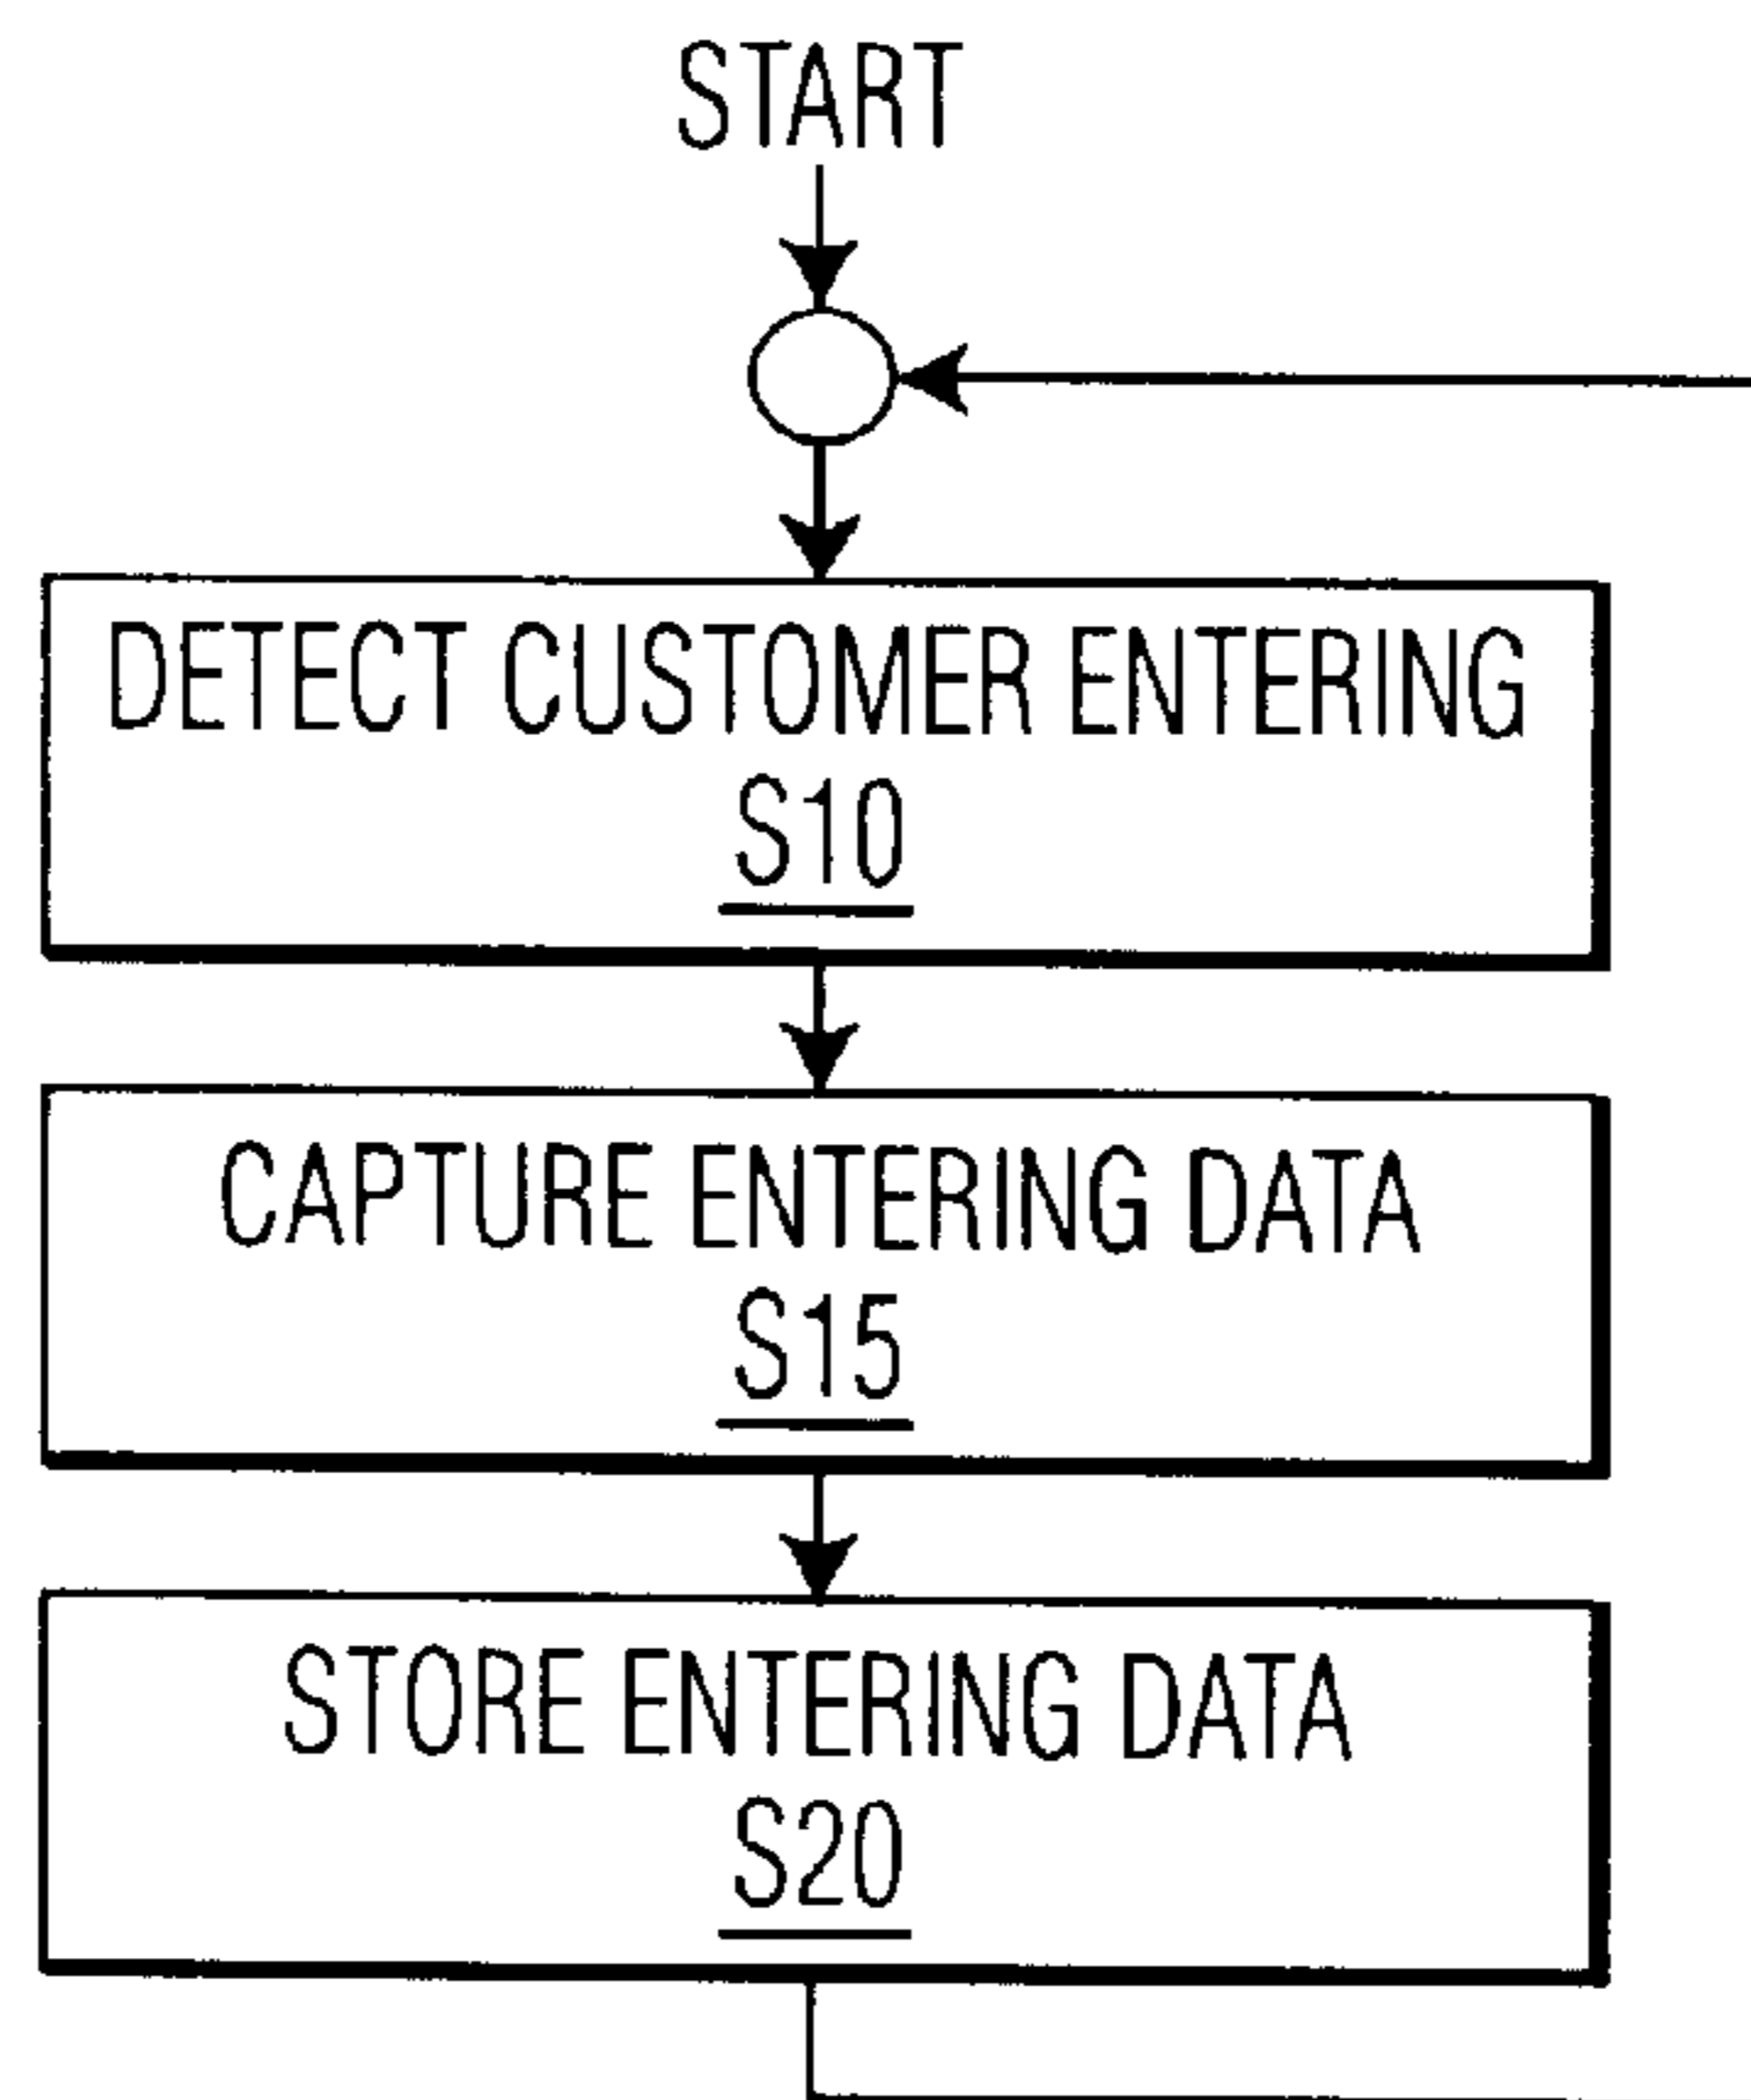 START
DETECT CUSTOMER ENTERING
S10
CAPTURE ENTERING DATA
S15
STORE ENTERING DATA
S20